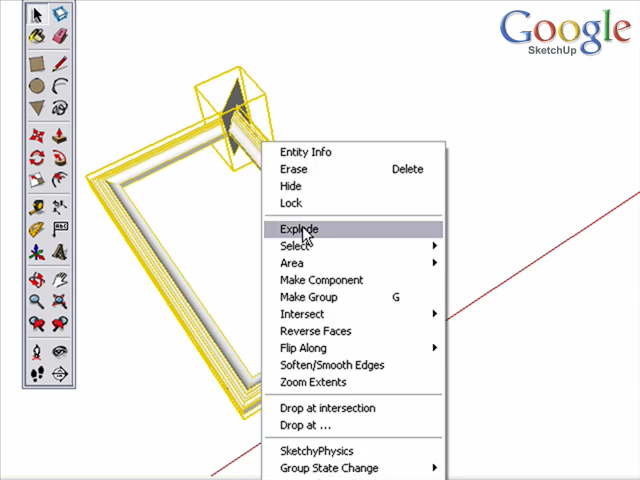 Google
SketchUp
Entity Info
Erase Delete
Hide
Lock
Explode
Select
Area
Make Component
Make Group G
Intersect
Reverse Faces
Flip Along
Soften/Smooth Edges
Zoom Extents
Drop at intersection
Drop at ...
SketchyPhysics
Group State Change